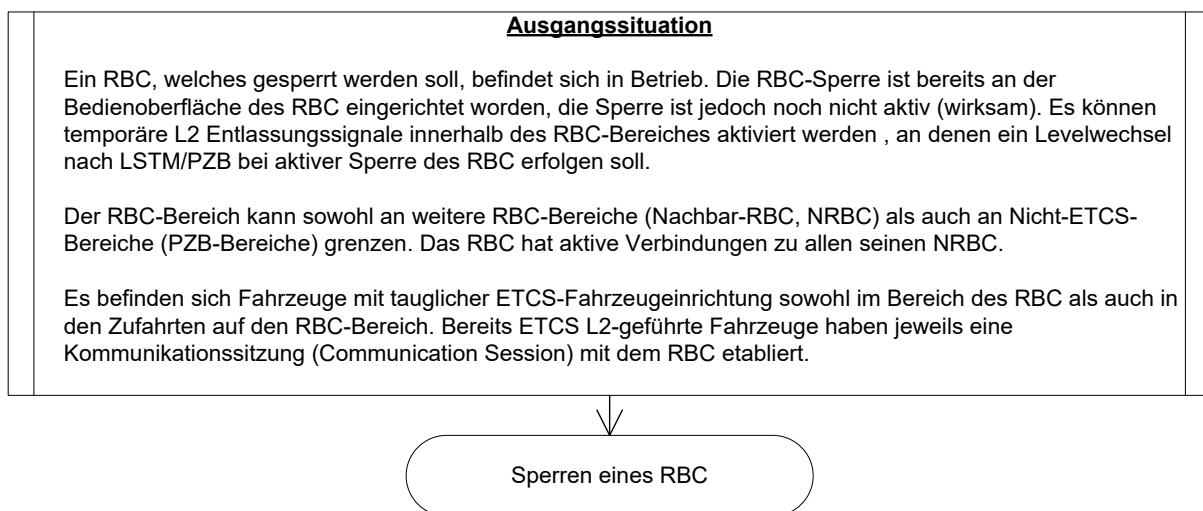 Ausgangssituation
Ein RBC, welches gesperrt werden soll, befindet sich in Betrieb. Die RBC-Sperre ist bereits an der
Bedienoberfläche des RBC eingerichtet worden, die Sperre ist jedoch noch nicht aktiv (wirksam). Es können
temporäre L2 Entlassungssignale innerhalb des RBC-Bereiches aktiviert werden , an denen ein Levelwechsel
nach LSTM/PZB bei aktiver Sperre des RBC erfolgen soll.
Der RBC-Bereich kann sowohl an weitere RBC-Bereiche (Nachbar-RBC, NRBC) als auch an Nicht-ETCS-
Bereiche (PZB-Bereiche) grenzen. Das RBC hat aktive Verbindungen zu allen seinen NRBC.
Es befinden sich Fahrzeuge mit tauglicher ETCS-Fahrzeugeinrichtung sowohl im Bereich des RBC als auch in
den Zufahrten auf den RBC-Bereich. Bereits ETCS L2-geführte Fahrzeuge haben jeweils eine
Kommunikationssitzung (Communication Session) mit dem RBC etabliert.
Sperren eines RBC